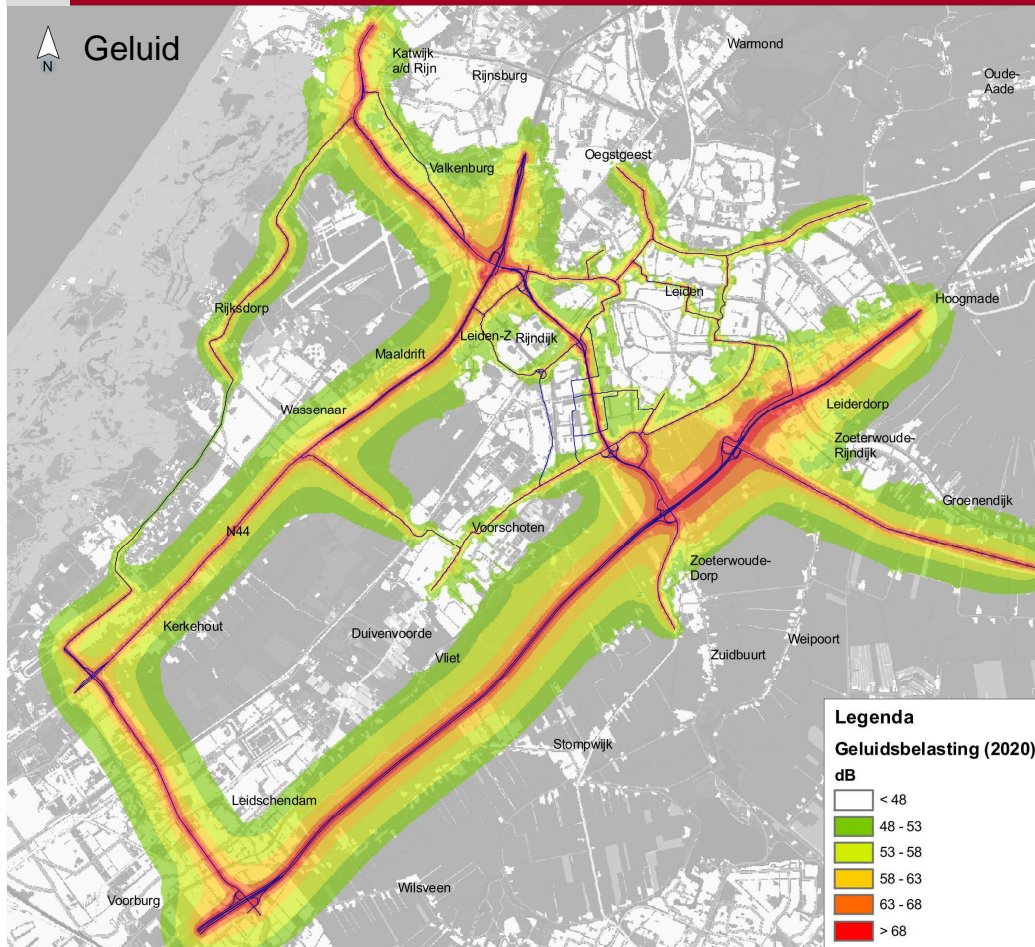 Geluid
N
Katwijk
a/d Rijn
Rijnsburg
Warmond
Oude-
Aade
Valkenburg
Oegstgeest
Rijksdorp
Leiden
Hoogmade
Maaldrift
Leiden-Z
Rijndijk
Wassenaar
Leiderdorp
Zoeterwoude-
Rijndijk
Groenendijk
N44
Voorschoten
Zoeterwoude-
Dorp
Kerkehout
Duivenvoorde
Vliet
Zuidbuurt
Weipoort
Stompwijk
Leidschendam
Voorburg
Wilsveen
Legenda
Geluidsbelasting (2020)
dB
< 48
48 - 53
53 - 58
58 - 63
63 - 68
> 68